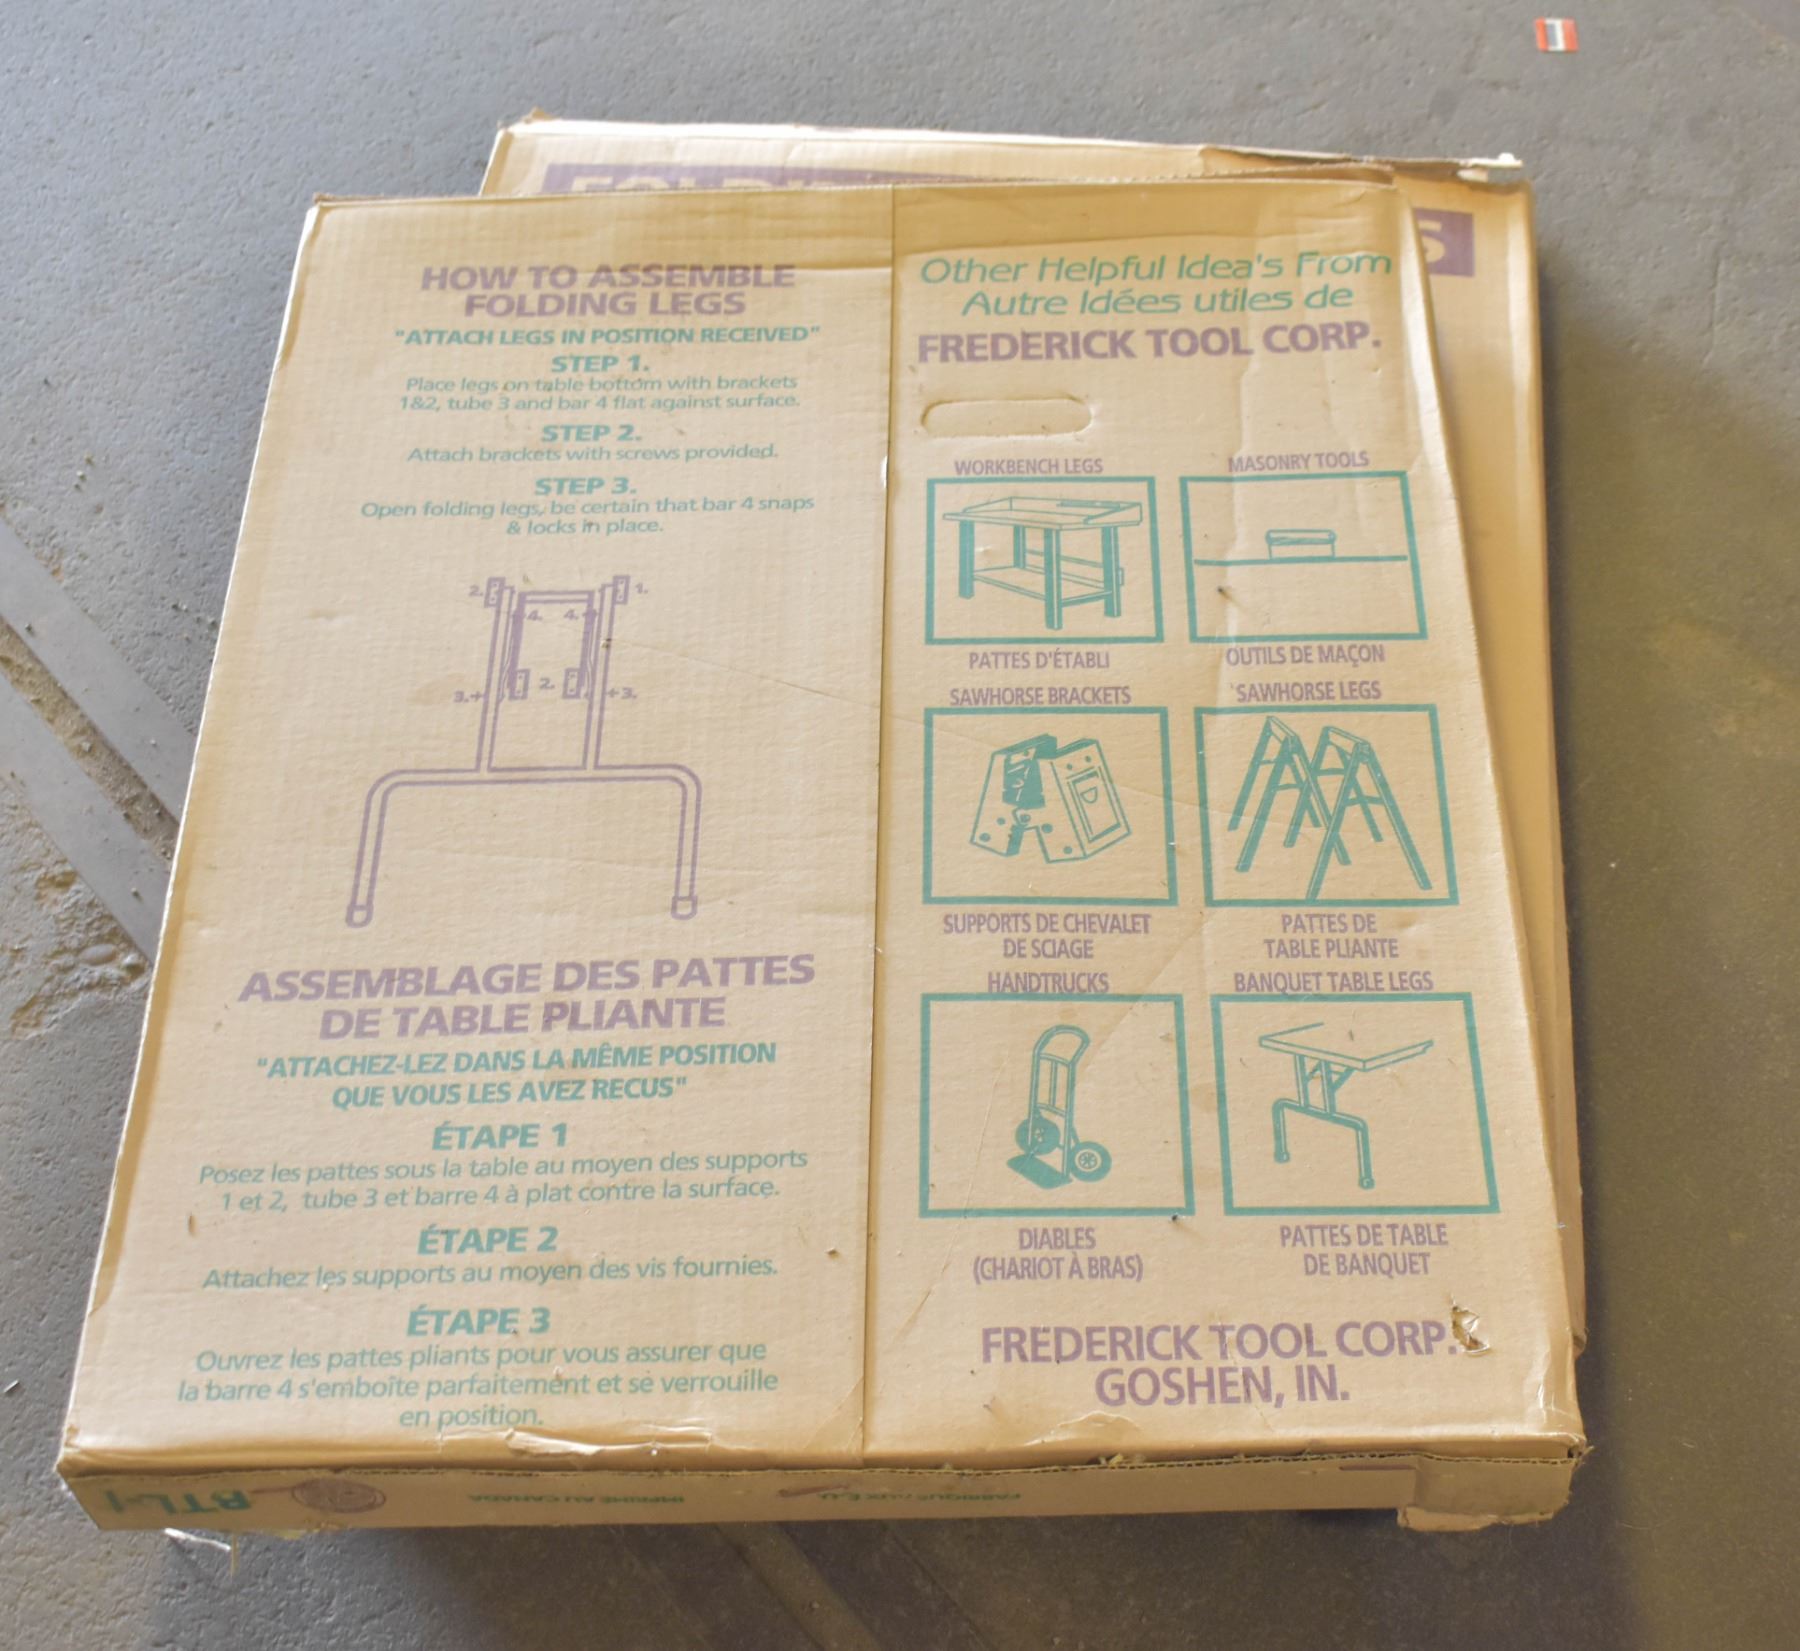 HOW TO ASSEMBLE
FOLDING LEGS
"ATTACH LEGS IN POSITION RECEIVED"
STEP 1.
Place legs on table bottom with brackets
1&2, tube 3 and bar 4 flat against surface.
STEP 2.
Attach brackets with screws provided.
STEP 3.
Open folding legs, be certain that bar 4 snaps
& locks in place.
2. 1.
4. 4.
3. 2. 3.
ASSEMBLAGE DES PATTES
DE TABLE PLIANTE
"ATTACHEZ-LEZ DANS LA MÊME POSITION
QUE VOUS LES AVEZ RECUS"
ÉTAPE 1
Posez les pattes sous la table au moyen des supports
1 et 2, tube 3 et barre 4 à plat contre la surface.
ÉTAPE 2
Attachez les supports au moyen des vis fournies.
ÉTAPE 3
Ouvrez les pattes pliants pour vous assurer que
la barre 4 s'emboîte parfaitement et se verrouille
en position.
Other Helpful Idea's From
Autre Idées utiles de
FREDERICK TOOL CORP.
WORKBENCH LEGS
PATTES D'ÉTABLI
MASONRY TOOLS
OUTILS DE MAÇON
SAWHORSE BRACKETS
SUPPORTS DE CHEVALET
DE SCIAGE
SAWHORSE LEGS
PATTES DE
TABLE PLIANTE
HANDTRUCKS
DIABLES
(CHARIOT À BRAS)
BANQUET TABLE LEGS
PATTES DE TABLE
DE BANQUET
FREDERICK TOOL CORP.
GOSHEN, IN.
BTL-1
IMPRIMÉ AU CANADA
FABRIQUÉ AUX É.-U.